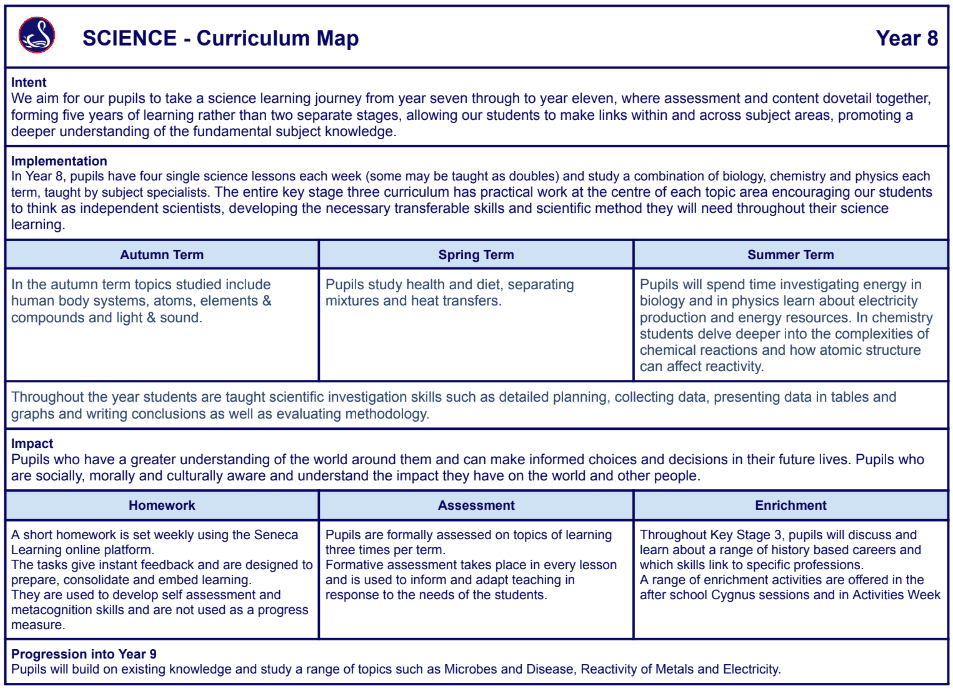 SCIENCE - Curriculum Map
Year 8
Intent
We aim for our pupils to take a science learning journey from year seven through to year eleven, where assessment and content dovetail together,
forming five years of learning rather than two separate stages, allowing our students to make links within and across subject areas, promoting a
deeper understanding of the fundamental subject knowledge.
Implementation
In Year 8, pupils have four single science lessons each week (some may be taught as doubles) and study a combination of biology, chemistry and physics each
term, taught by subject specialists. The entire key stage three curriculum has practical work at the centre of each topic area encouraging our students
to think as independent scientists, developing the necessary transferable skills and scientific method they will need throughout their science
learning.
Autumn Term
Spring Term
Summer Term
In the autumn term topics studied include
human body systems, atoms, elements &
compounds and light & sound.
Pupils study health and diet, separating
mixtures and heat transfers.
Pupils will spend time investigating energy in
biology and in physics learn about electricity
production and energy resources. In chemistry
students delve deeper into the complexities of
chemical reactions and how atomic structure
can affect reactivity.
Throughout the year students are taught scientific investigation skills such as detailed planning, collecting data, presenting data in tables and
graphs and writing conclusions as well as evaluating methodology.
Impact
Pupils who have a greater understanding of the world around them and can make informed choices and decisions in their future lives. Pupils who
are socially, morally and culturally aware and understand the impact they have on the world and other people.
Homework
Assessment
Enrichment
A short homework is set weekly using the Seneca
Learning online platform.
The tasks give instant feedback and are designed to
prepare, consolidate and embed learning.
They are used to develop self assessment and
metacognition skills and are not used as a progress
measure.
Pupils are formally assessed on topics of learning
three times per term.
Formative assessment takes place in every lesson
and is used to inform and adapt teaching in
response to the needs of the students.
Throughout Key Stage 3, pupils will discuss and
learn about a range of history based careers and
which skills link to specific professions.
A range of enrichment activities are offered in the
after school Cygnus sessions and in Activities Week
Progression into Year 9
Pupils will build on existing knowledge and study a range of topics such as Microbes and Disease, Reactivity of Metals and Electricity.